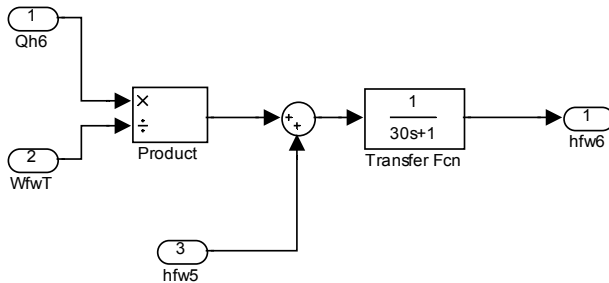 1
Qh6
×
÷
Product
2
WfwT
+
+
1
30s+1
Transfer Fcn
1
hfw6
3
hfw5